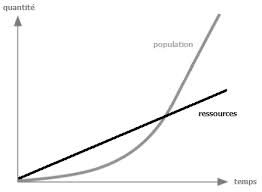 quantité
population
ressources
temps